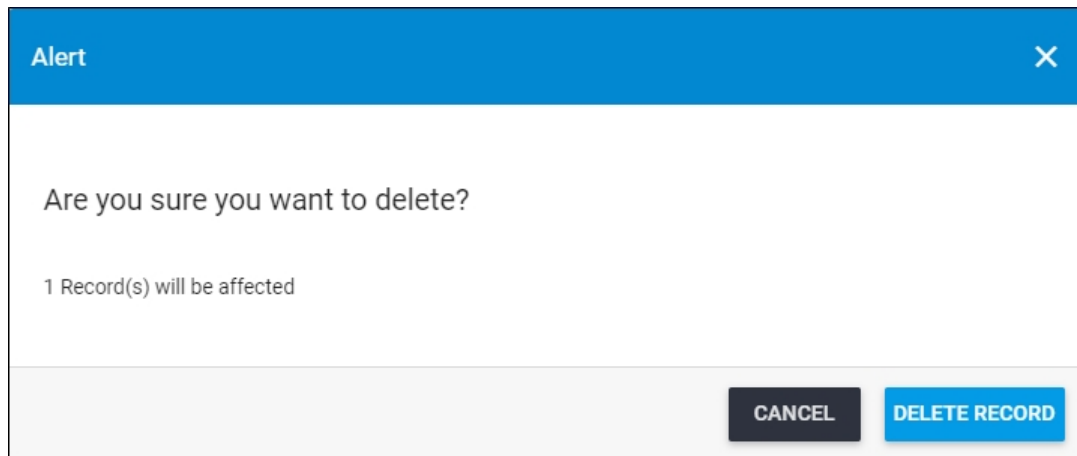 Alert
Are you sure you want to delete?
1 Record(s) will be affected
CANCEL
DELETE RECORD